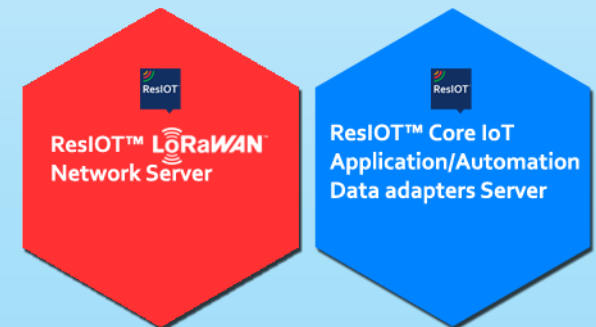 ResIOT
ResIOT™ LoRaWAN™
Network Server
ResIOT
ResIOT™ Core IoT
Application/Automation
Data adapters Server